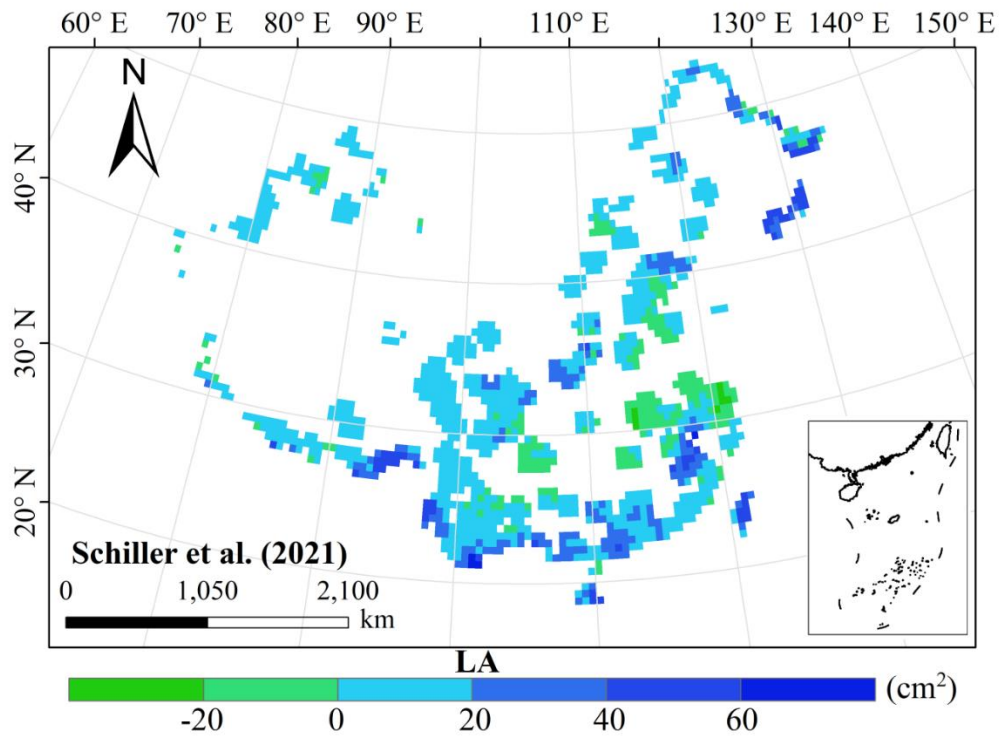 60° E 70° E 80° E 90° E 110° E 130° E 140° E 150° E
N
40° N
30° N
20° N
Schiller et al. (2021)
0 1,050 2,100
km
LA
(cm²)
-20 0 20 40 60